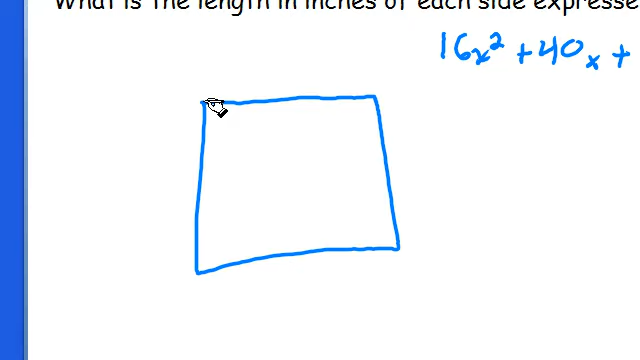 What is the length in inches of each side expresse
16x² + 40x +